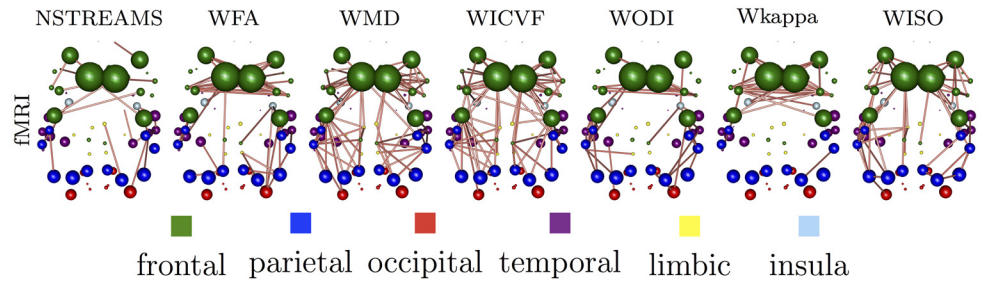 NSTREAMS WFA WMD WICVF WODI Wkappa WISO
fMRI
frontal parietal occipital temporal limbic insula